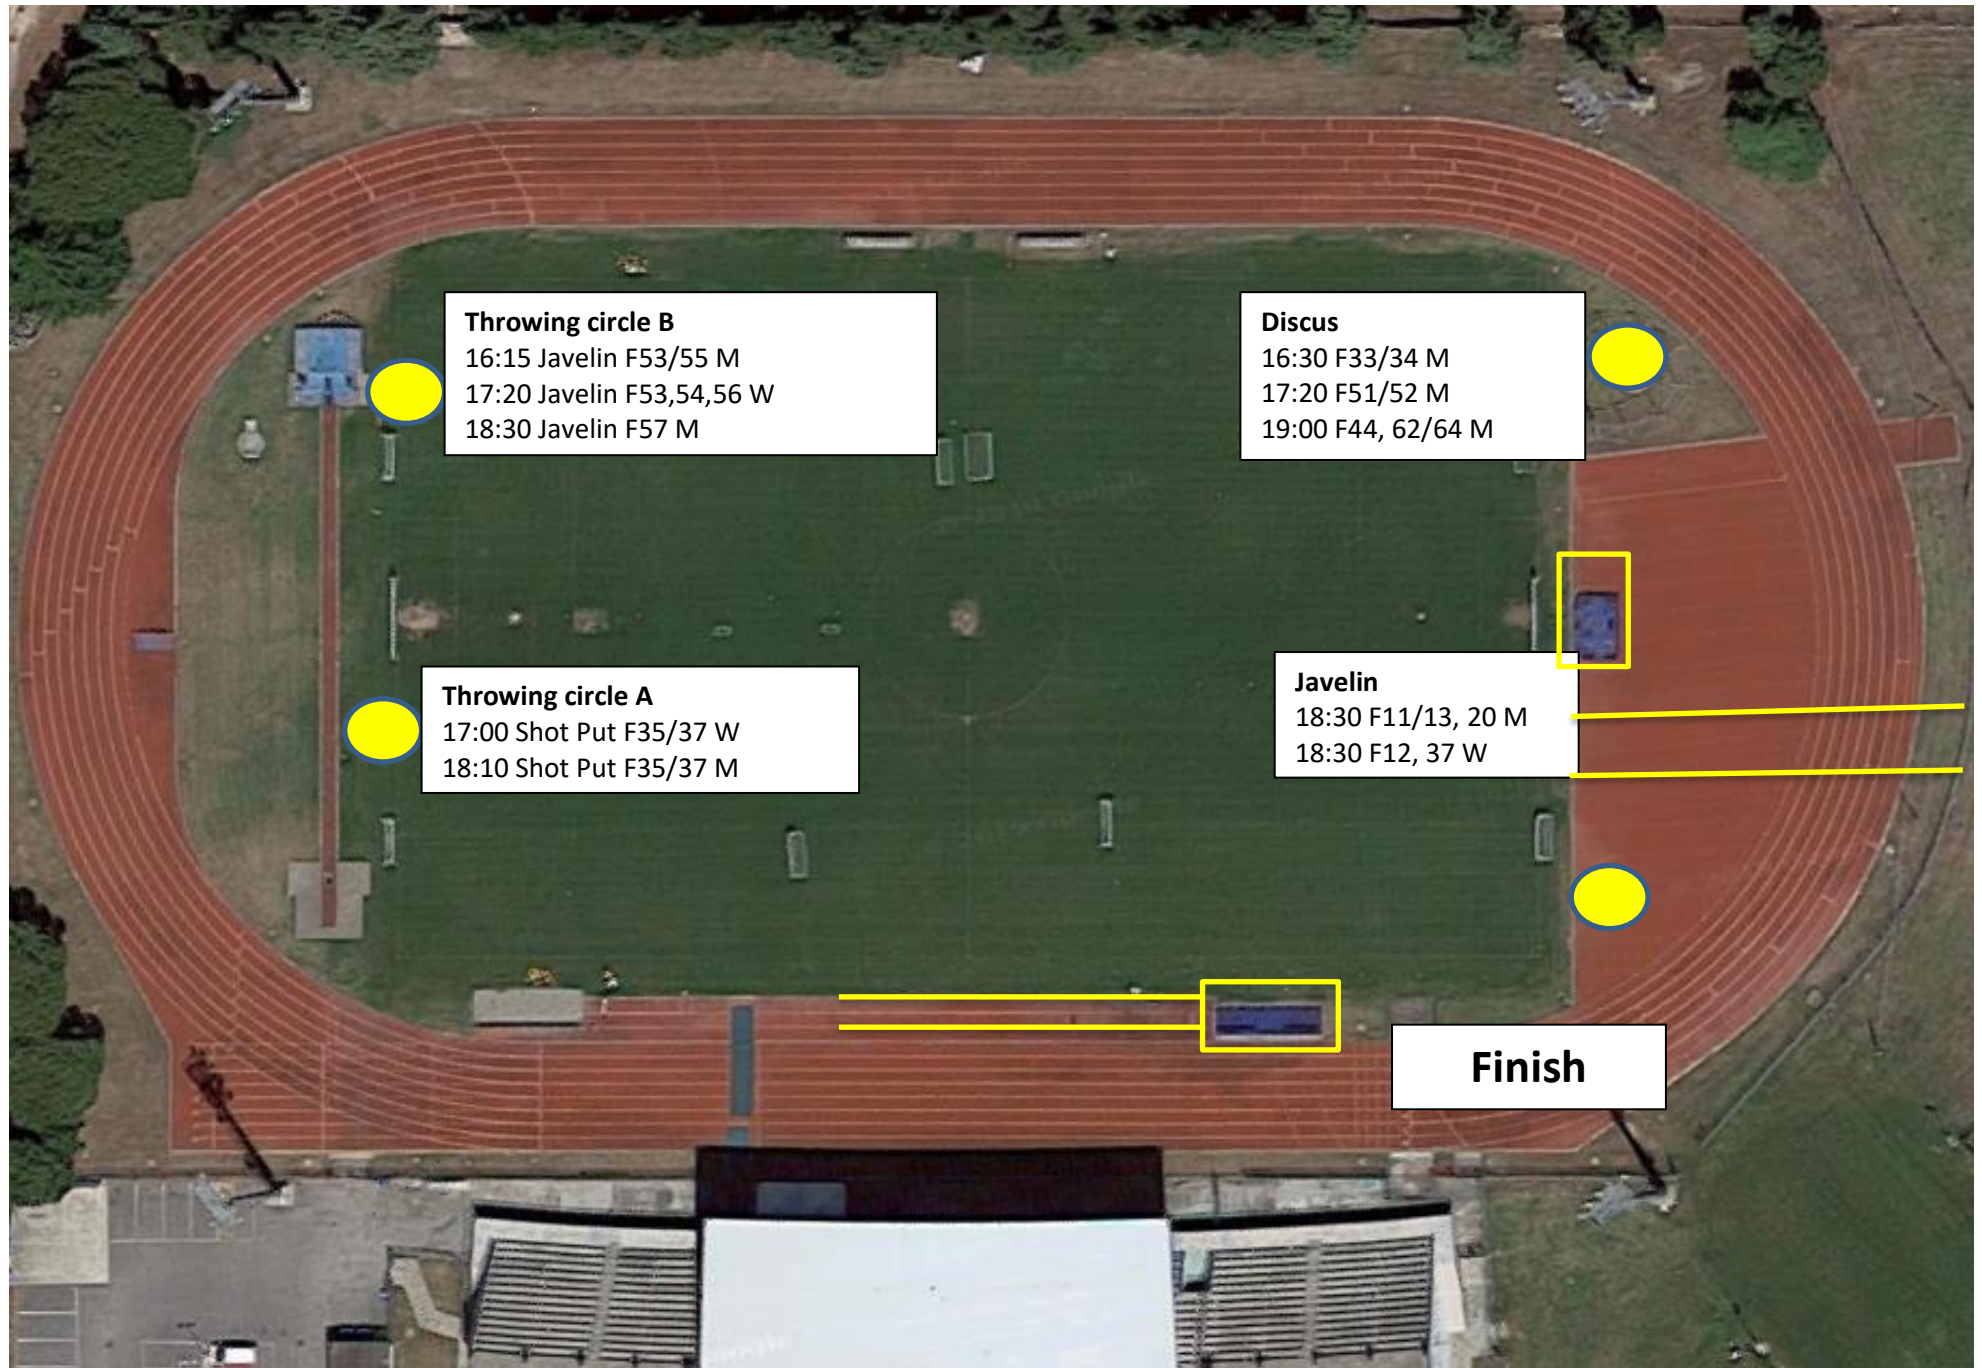 Throwing circle B
16:15 Javelin F53/55 M
17:20 Javelin F53,54,56 W
18:30 Javelin F57 M
Discus
16:30 F33/34 M
17:20 F51/52 M
19:00 F44, 62/64 M
Throwing circle A
17:00 Shot Put F35/37 W
18:10 Shot Put F35/37 M
Javelin
18:30 F11/13, 20 M
18:30 F12, 37 W
Finish